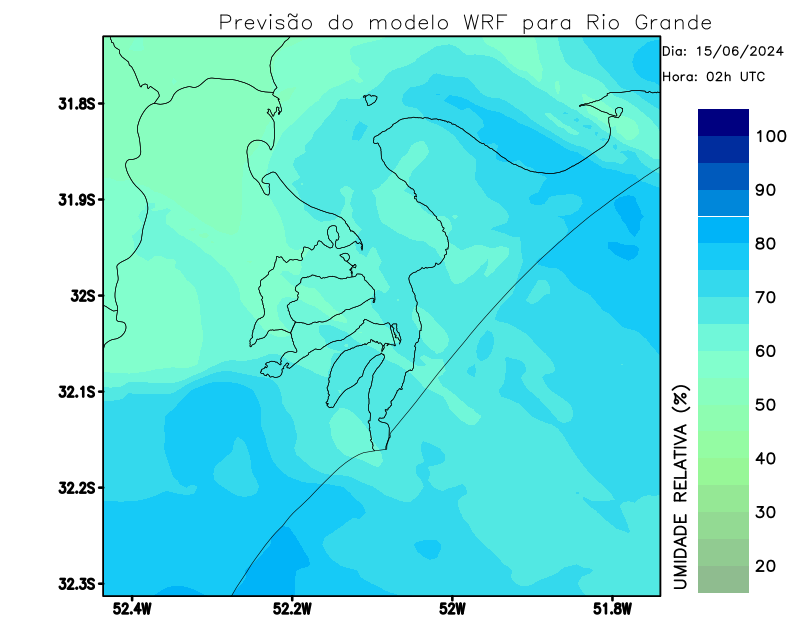 Previsão do modelo WRF para Rio Grande
Dia: 15/06/2024
Hora: 02h UTC
31.8S
31.9S
32S
32.1S
32.2S
32.3S
52.4W
52.2W
52W
51.8W
100
90
80
70
60
50
40
30
20
UMIDADE RELATIVA (%)